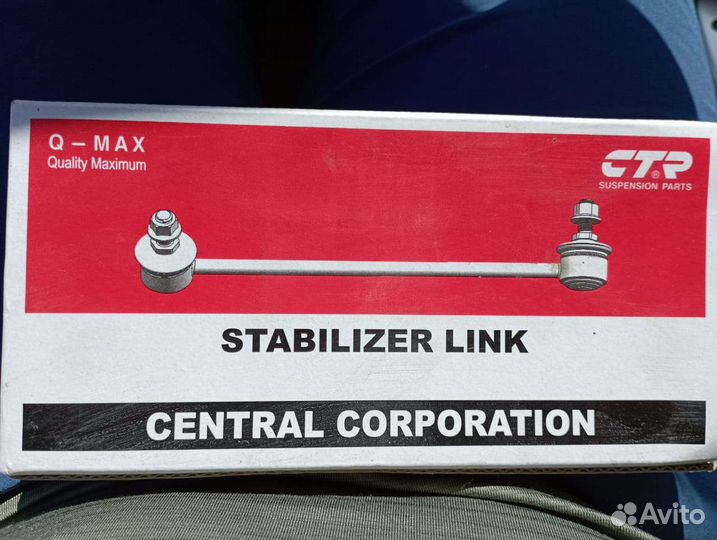 Q – MAX
Quality Maximum
CTR
®
SUSPENSION PARTS
STABILIZER LINK
CENTRAL CORPORATION
Avito